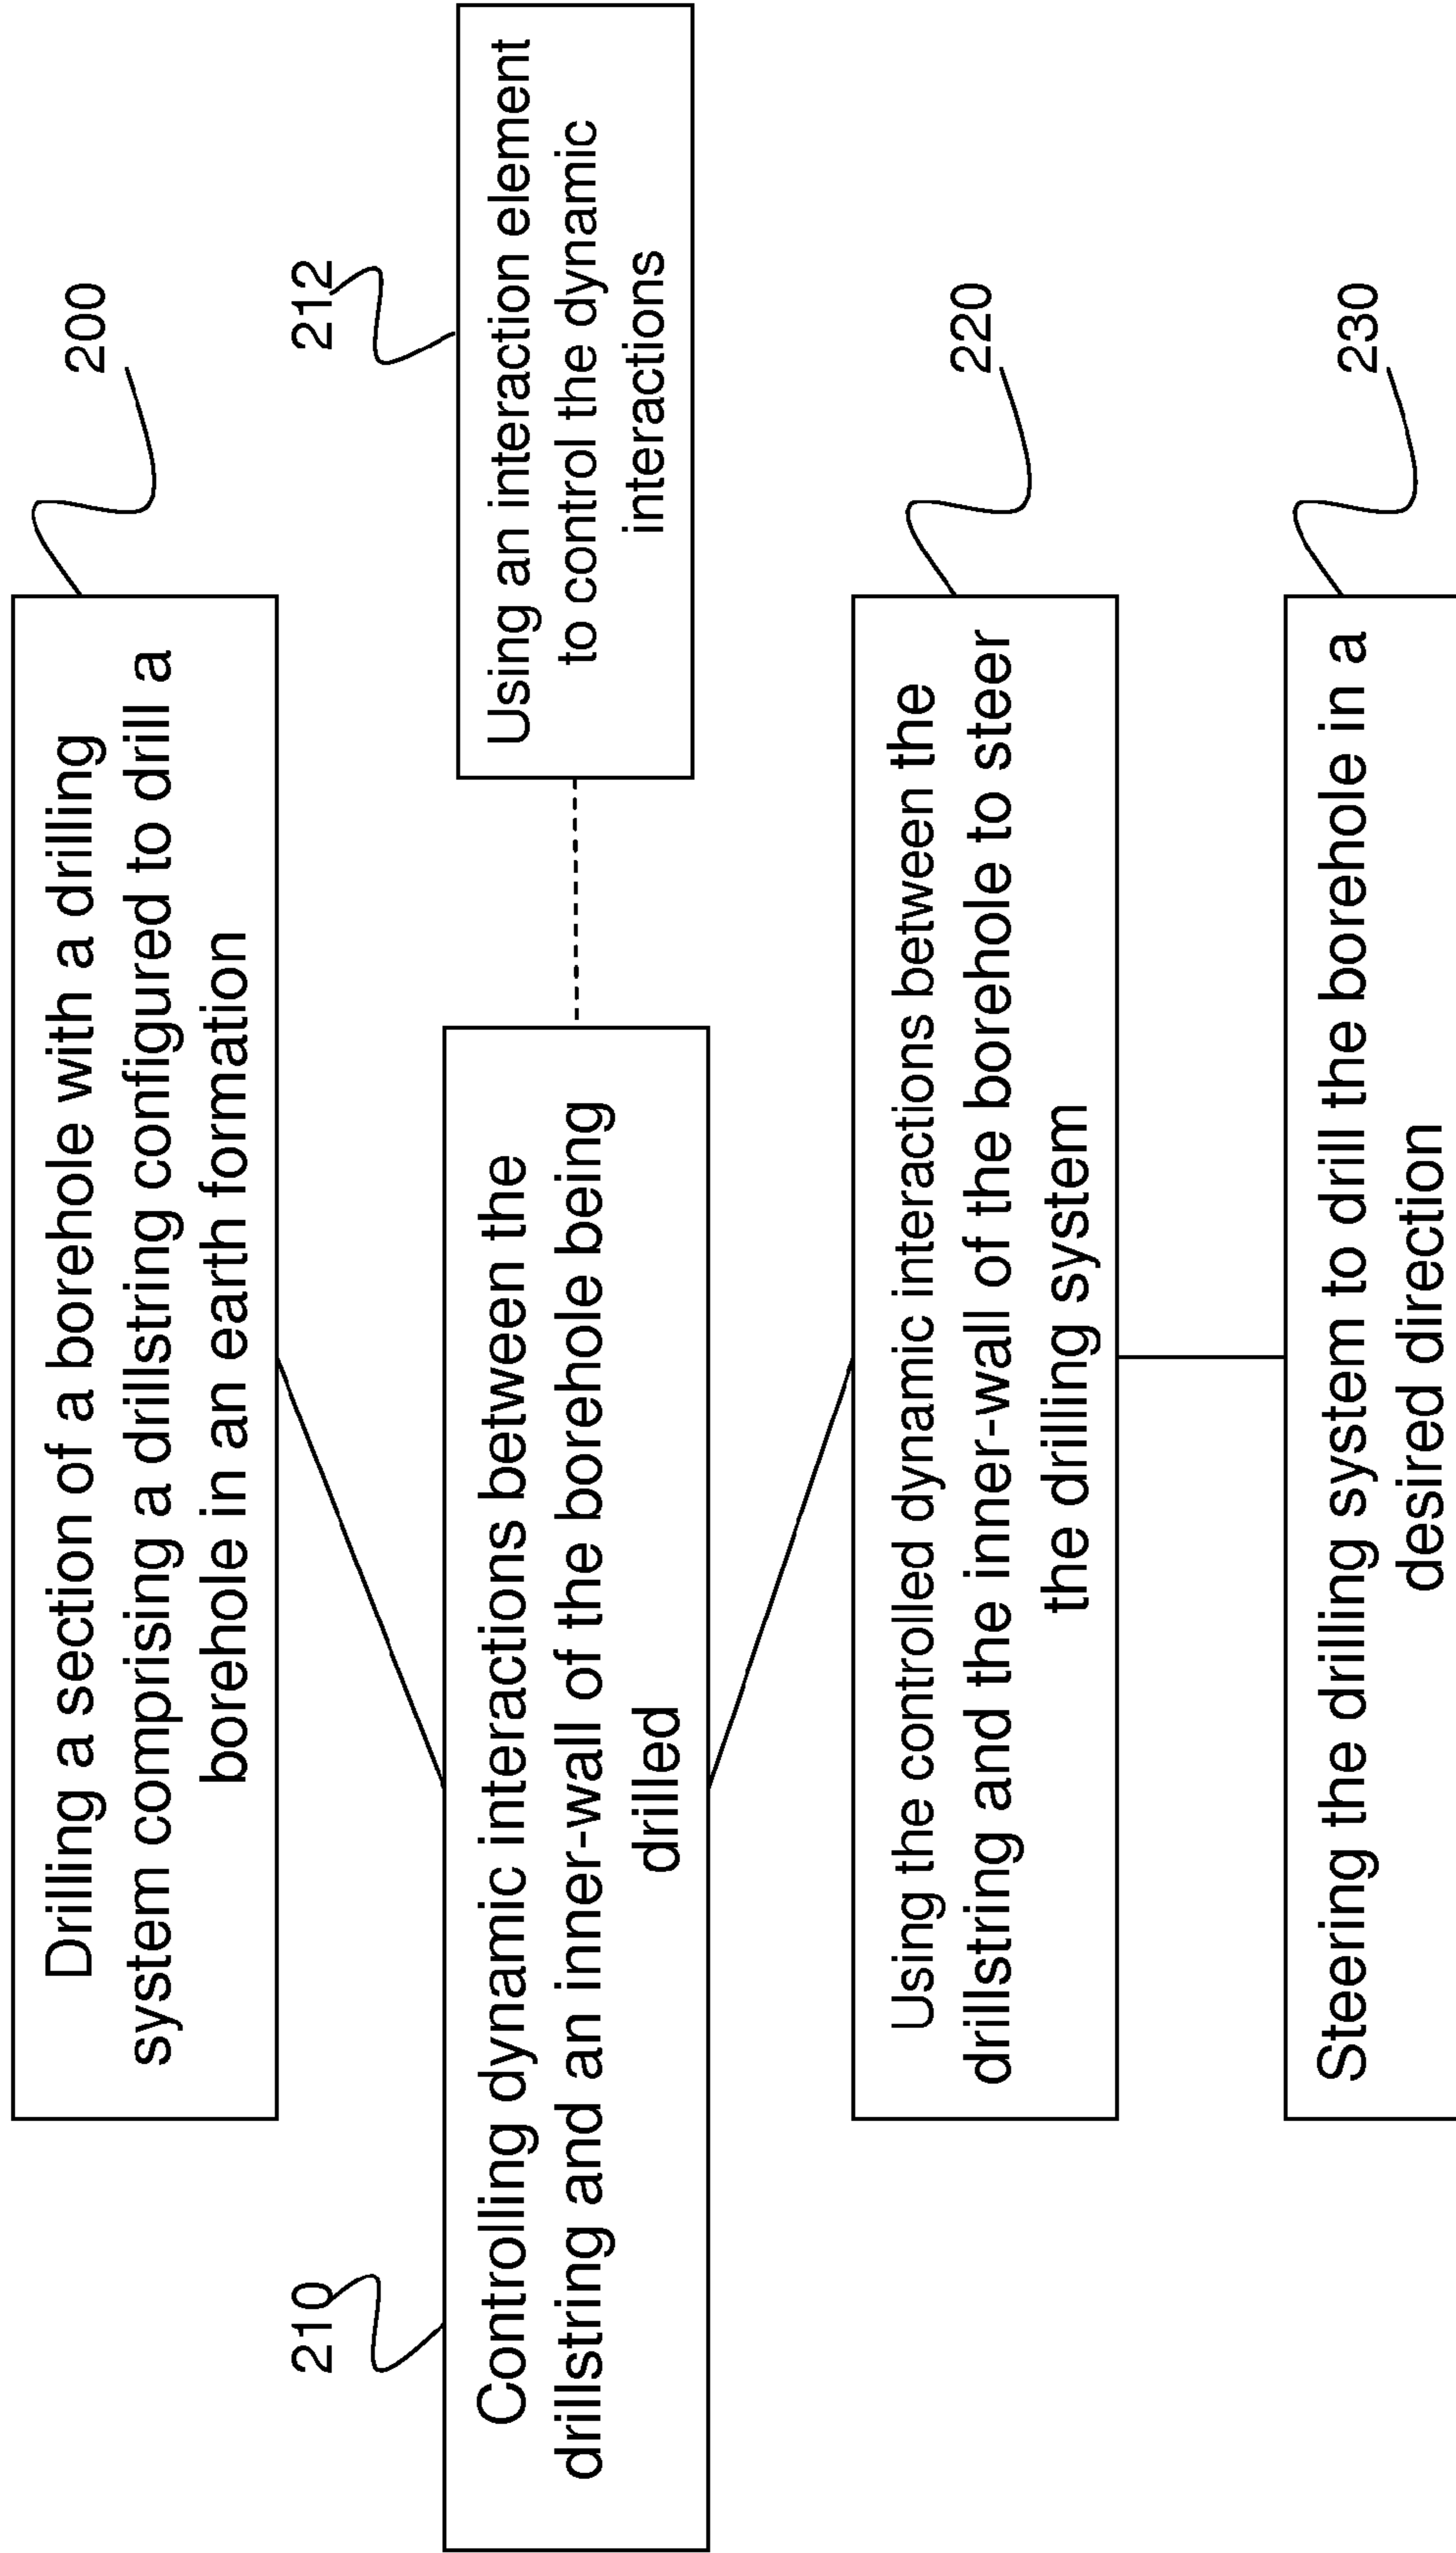 Drilling a section of a borehole with a drilling
system comprising a drillstring configured to drill a
borehole in an earth formation
200
210
212
Controlling dynamic interactions between the
drillstring and an inner-wall of the borehole being
drilled
Using an interaction element
to control the dynamic
interactions
Using the controlled dynamic interactions between the
drillstring and the inner-wall of the borehole to steer
the drilling system
220
Steering the drilling system to drill the borehole in a
desired direction
230